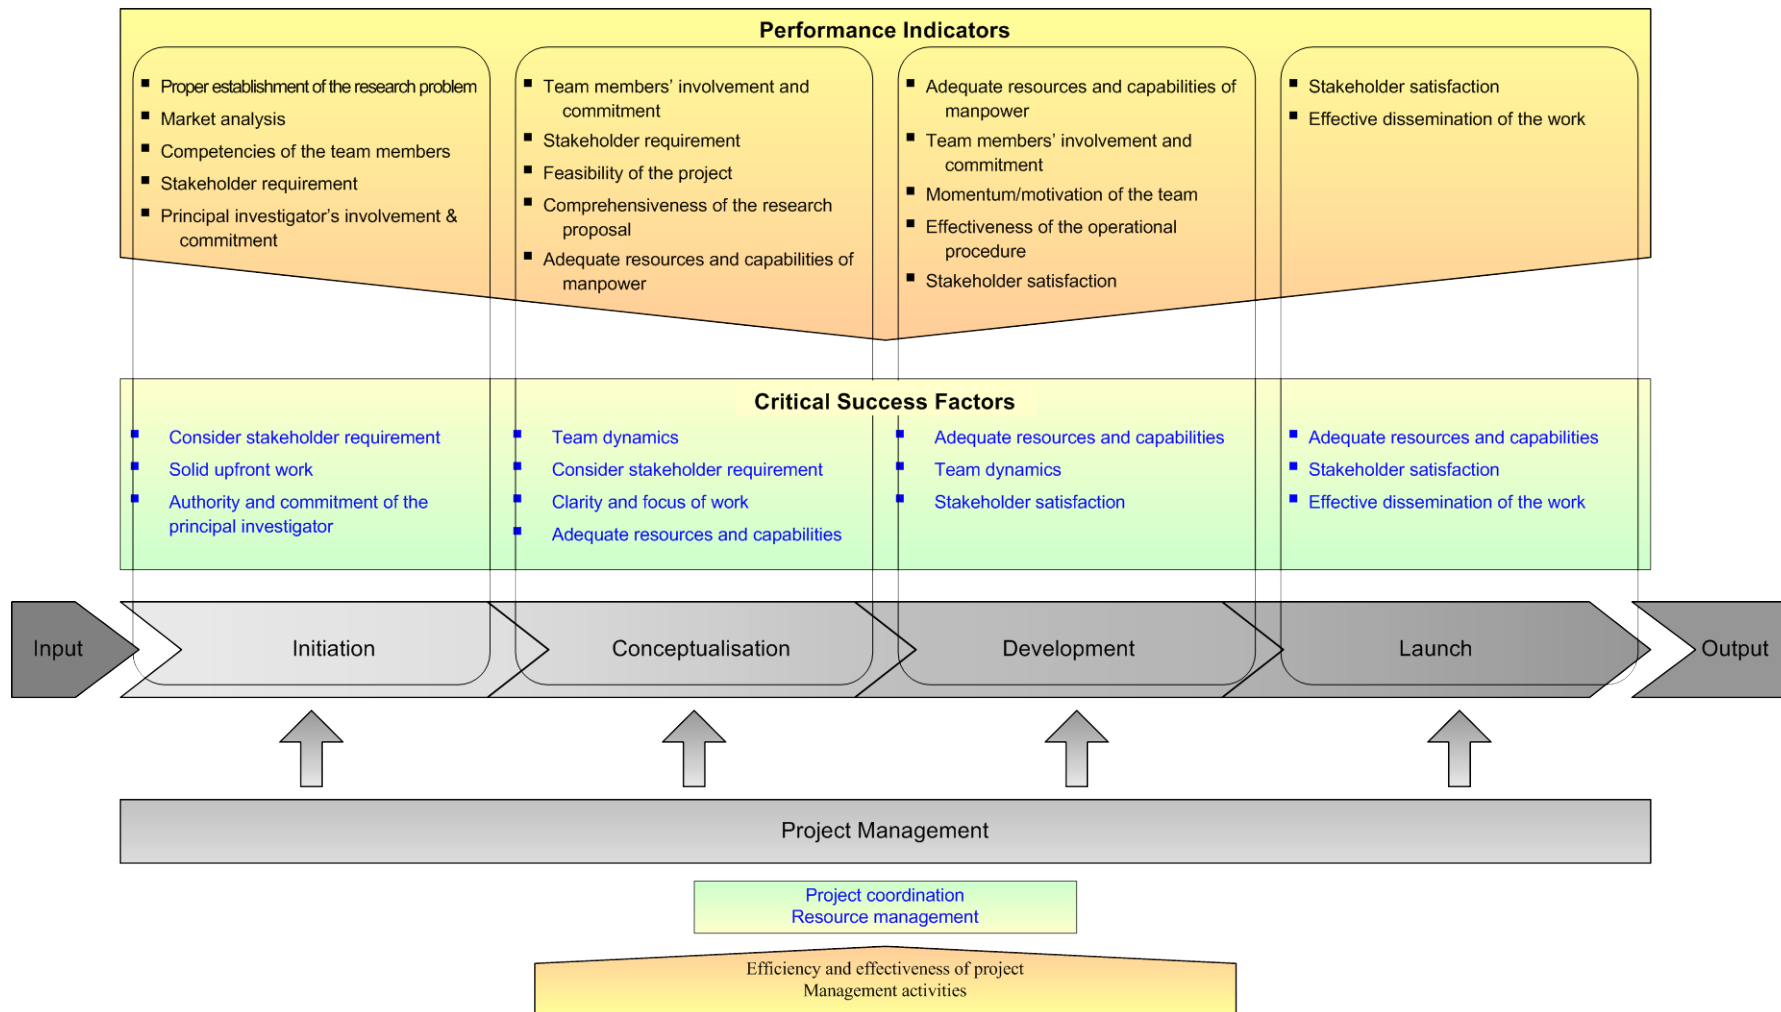 Performance Indicators
Proper establishment of the research problem
Market analysis
Competencies of the team members
Stakeholder requirement
Principal investigator's involvement &
commitment
Team members' involvement and
commitment
Stakeholder requirement
Feasibility of the project
Comprehensiveness of the research
proposal
Adequate resources and capabilities of
manpower
Adequate resources and capabilities of
manpower
Team members' involvement and
commitment
Momentum/motivation of the team
Effectiveness of the operational
procedure
Stakeholder satisfaction
Stakeholder satisfaction
Effective dissemination of the work
Critical Success Factors
Consider stakeholder requirement
Solid upfront work
Authority and commitment of the
principal investigator
Team dynamics
Consider stakeholder requirement
Clarity and focus of work
Adequate resources and capabilities
Adequate resources and capabilities
Team dynamics
Stakeholder satisfaction
Adequate resources and capabilities
Stakeholder satisfaction
Effective dissemination of the work
Input
Initiation
Conceptualisation
Development
Launch
Output
Project Management
Project coordination
Resource management
Efficiency and effectiveness of project
Management activities